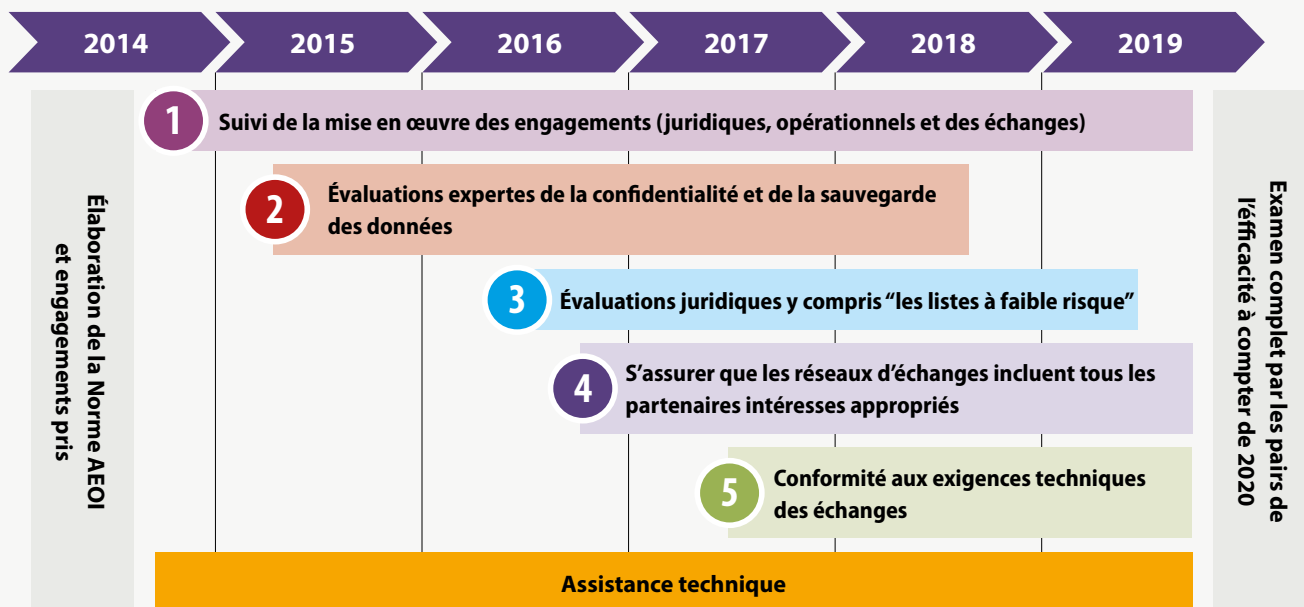 2014
2015
2016
2017
2018
2019
Élaboration de la Norme AEOI
et engagements pris
1
Suivi de la mise en œuvre des engagements (juridiques, opérationnels et des échanges)
2
Évaluations expertes de la confidentialité et de la sauvegarde
des données
3
Évaluations juridiques y compris “les listes à faible risque”
4
S’assurer que les réseaux d’échanges incluent tous les
partenaires intéresses appropriés
5
Conformité aux exigences techniques
des échanges
Assistance technique
Examen complet par les pairs de
l’éfficacité à compter de 2020